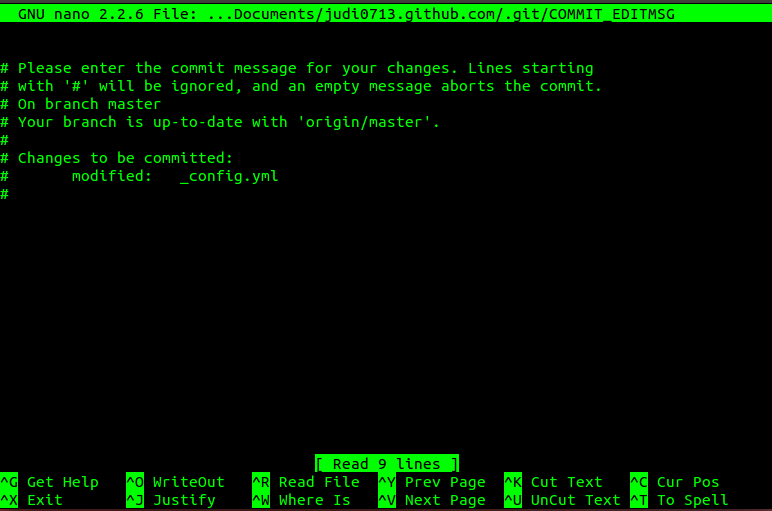 GNU nano 2.2.6 File: ...Documents/judi0713.github.com/.git/COMMIT_EDITMSG
# Please enter the commit message for your changes. Lines starting
# with '#' will be ignored, and an empty message aborts the commit.
# On branch master
# Your branch is up-to-date with 'origin/master'.
#
# Changes to be committed:
#       modified:   _config.yml
#
[ Read 9 lines ]
^G Get Help   ^O WriteOut   ^R Read File  ^Y Prev Page  ^K Cut Text   ^C Cur Pos
^X Exit       ^J Justify    ^W Where Is   ^V Next Page  ^U UnCut Text ^T To Spell